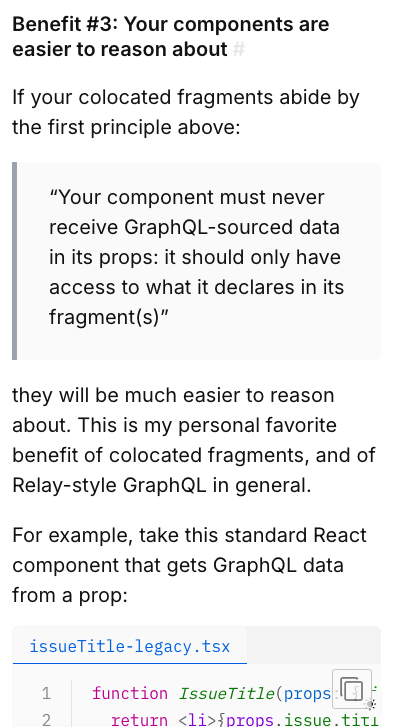 Benefit #3: Your components are
easier to reason about #
If your colocated fragments abide by
the first principle above:
“Your component must never
receive GraphQL-sourced data
in its props: it should only have
access to what it declares in its
fragment(s)”
they will be much easier to reason
about. This is my personal favorite
benefit of colocated fragments, and of
Relay-style GraphQL in general.
For example, take this standard React
component that gets GraphQL data
from a prop:
issueTitle-legacy.tsx
1 function IssueTitle(props:
2 return <li>{props.issue.titl